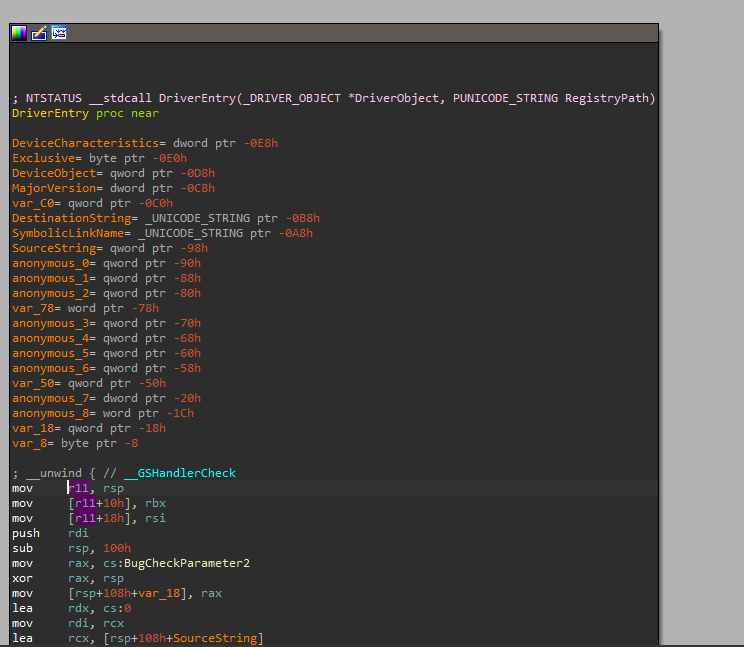 ; NTSTATUS __stdcall DriverEntry(_DRIVER_OBJECT *DriverObject, PUNICODE_STRING RegistryPath)
DriverEntry proc near
DeviceCharacteristics= dword ptr -0E8h
Exclusive= byte ptr -0E0h
DeviceObject= qword ptr -0D8h
MajorVersion= dword ptr -0C8h
var_C0= qword ptr -0C0h
DestinationString= _UNICODE_STRING ptr -0B8h
SymbolicLinkName= _UNICODE_STRING ptr -0A8h
SourceString= qword ptr -98h
anonymous_0= qword ptr -90h
anonymous_1= qword ptr -88h
anonymous_2= qword ptr -80h
var_78= word ptr -78h
anonymous_3= qword ptr -70h
anonymous_4= qword ptr -68h
anonymous_5= qword ptr -60h
anonymous_6= qword ptr -58h
var_50= qword ptr -50h
anonymous_7= dword ptr -20h
anonymous_8= word ptr -1Ch
var_18= qword ptr -18h
var_8= byte ptr -8
; __unwind { // __GSHandlerCheck
mov r11, rsp
mov [r11+10h], rbx
mov [r11+18h], rsi
push rdi
sub rsp, 100h
mov rax, cs:BugCheckParameter2
xor rax, rsp
mov [rsp+108h+var_18], rax
lea rdx, cs:0
mov rdi, rcx
lea rcx, [rsp+108h+SourceString]